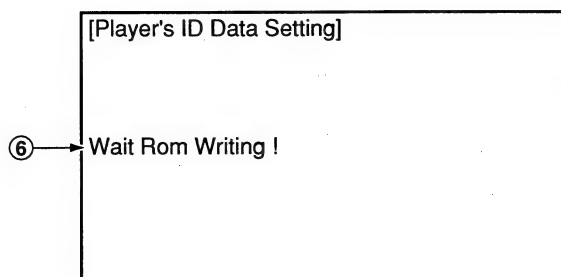 [Player's ID Data Setting]
⑥ Wait Rom Writing !